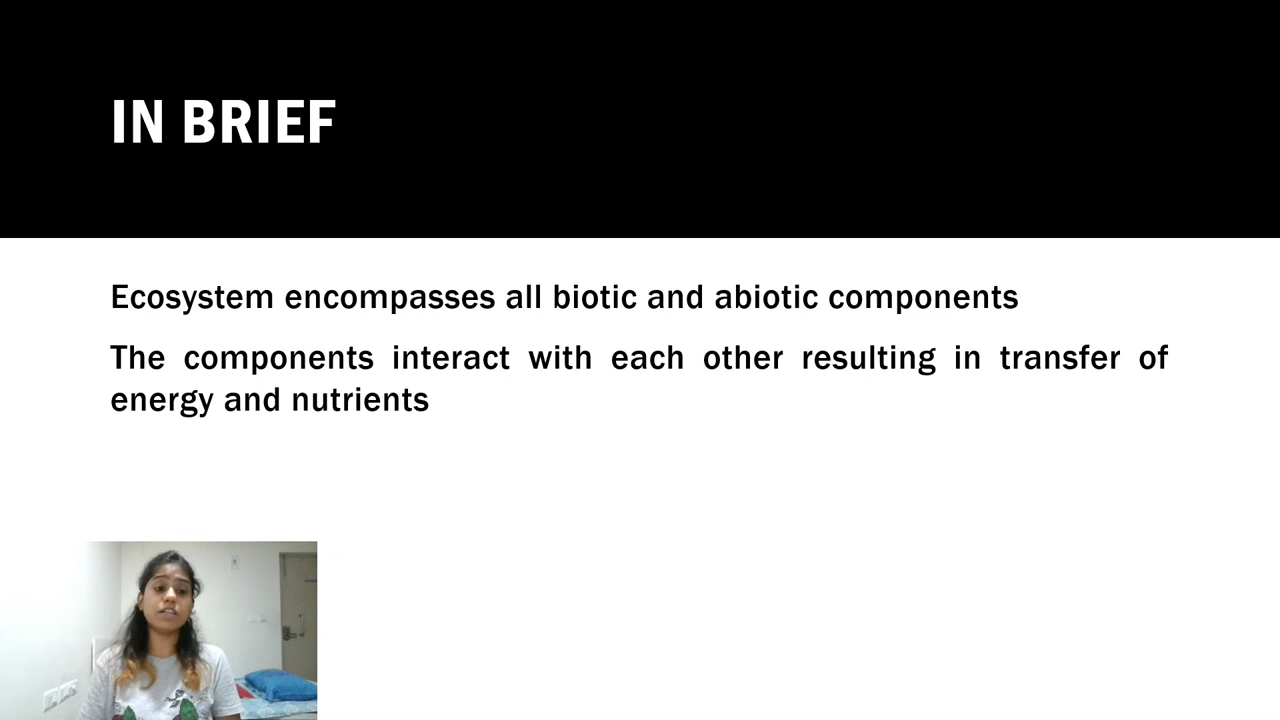 IN BRIEF
Ecosystem encompasses all biotic and abiotic components
The components interact with each other resulting in transfer of
energy and nutrients